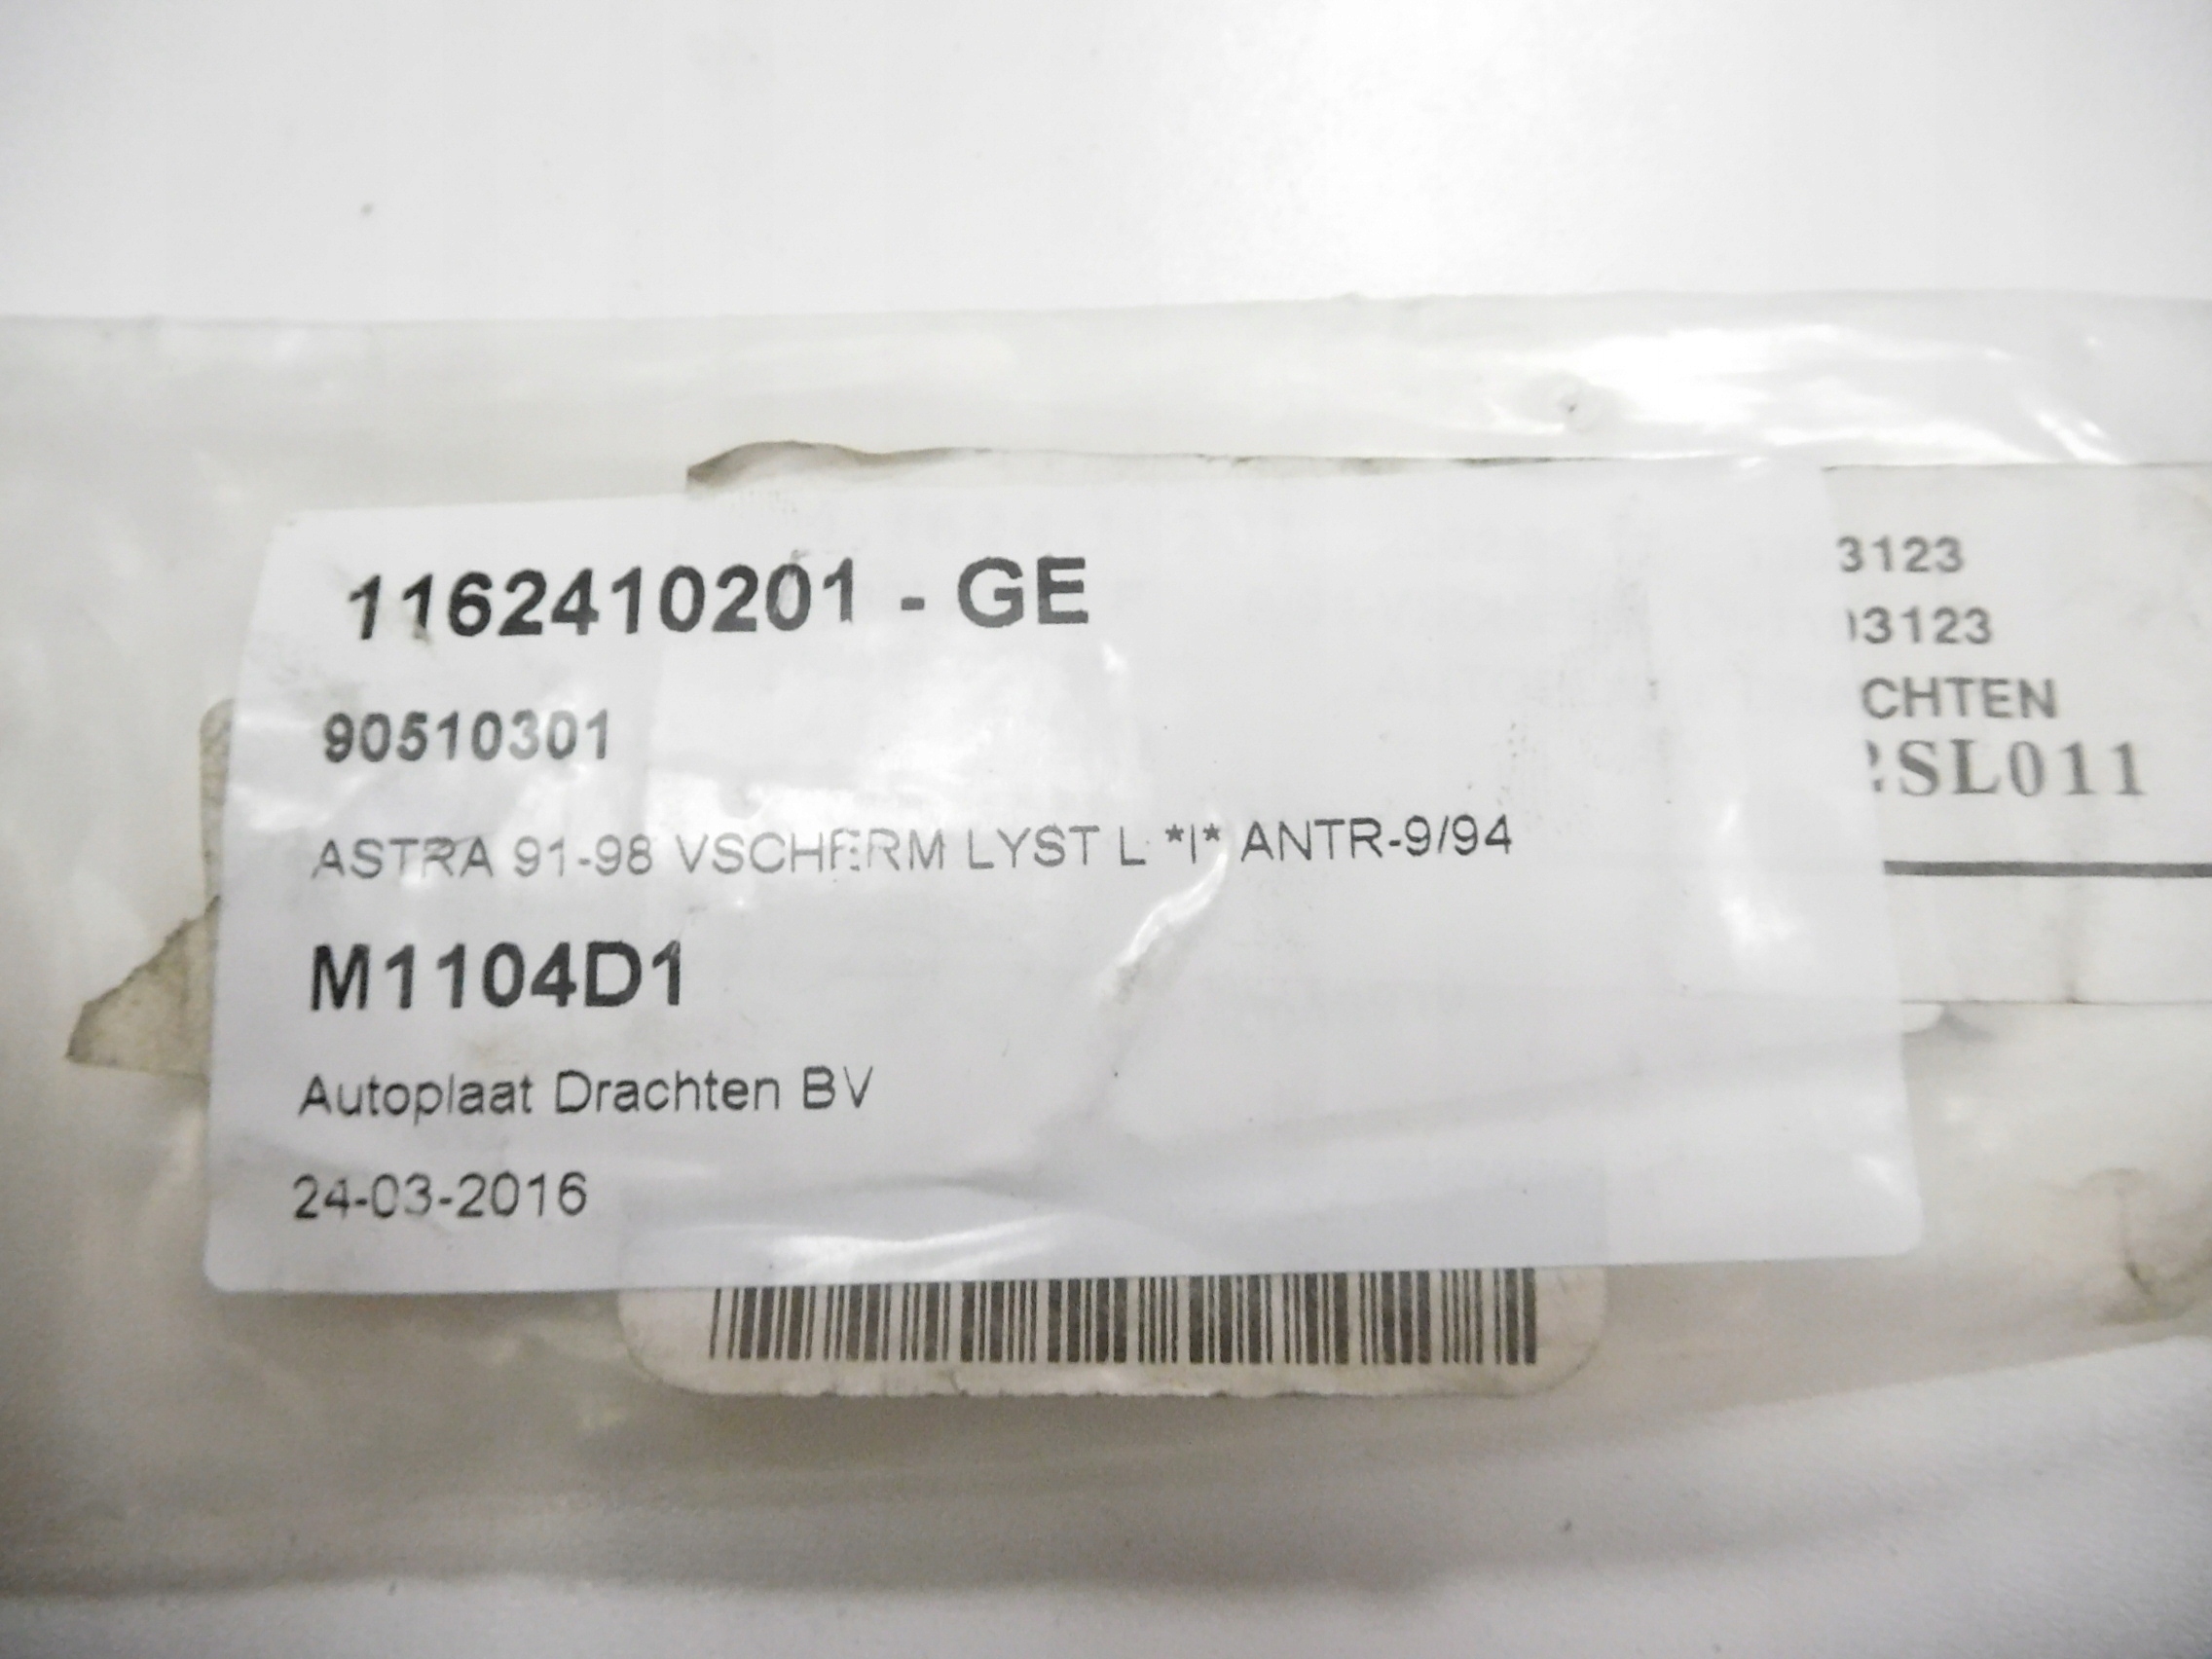 1162410201 - GE
90510301
ASTRA 91-98 VSCHERM LYST L *I* ANTR-9/94
M1104D1
Autoplaat Drachten BV
24-03-2016
3123
3123
CHTEN
SL011